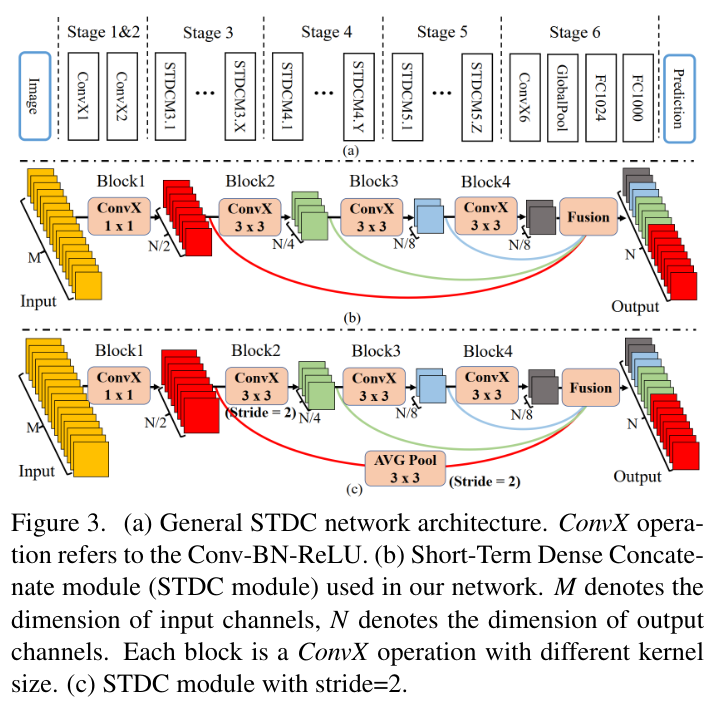 Stage 1&2 Stage 3 Stage 4 Stage 5 Stage 6
Image ConvX1 ConvX2 STDCM3.1 ... STDCM3.X STDCM4.1 ... STDCM4.Y STDCM5.1 ... STDCM5.Z ConvX6 GlobalPool FC1024 FC1000 Prediction
(a)
Block1 Block2 Block3 Block4
ConvX ConvX ConvX ConvX Fusion
1 x 1 3 x 3 3 x 3 3 x 3
M N/2 N/4 N/8 N/8 N
Input Output
(b)
Block1 Block2 Block3 Block4
ConvX ConvX ConvX ConvX Fusion
1 x 1 3 x 3 3 x 3 3 x 3
(Stride = 2)
M N/2 N/4 N/8 N/8 N
Input AVG Pool Output
3 x 3 (Stride = 2)
(c)
Figure 3. (a) General STDC network architecture. ConvX opera-
tion refers to the Conv-BN-ReLU. (b) Short-Term Dense Concate-
nate module (STDC module) used in our network. M denotes the
dimension of input channels, N denotes the dimension of output
channels. Each block is a ConvX operation with different kernel
size. (c) STDC module with stride=2.